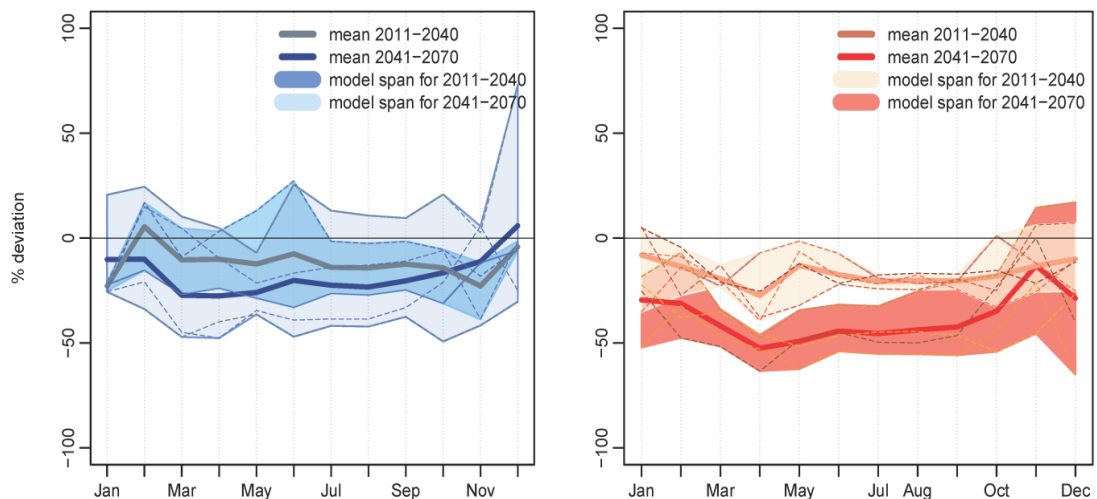 % deviation
100
50
0
−50
−100
mean 2011−2040
mean 2041−2070
model span for 2011−2040
model span for 2041−2070
Jan Mar May Jul Sep Nov
100
50
0
−50
−100
mean 2011−2040
mean 2041−2070
model span for 2011−2040
model span for 2041−2070
Jan Mar May Jul Aug Oct Dec